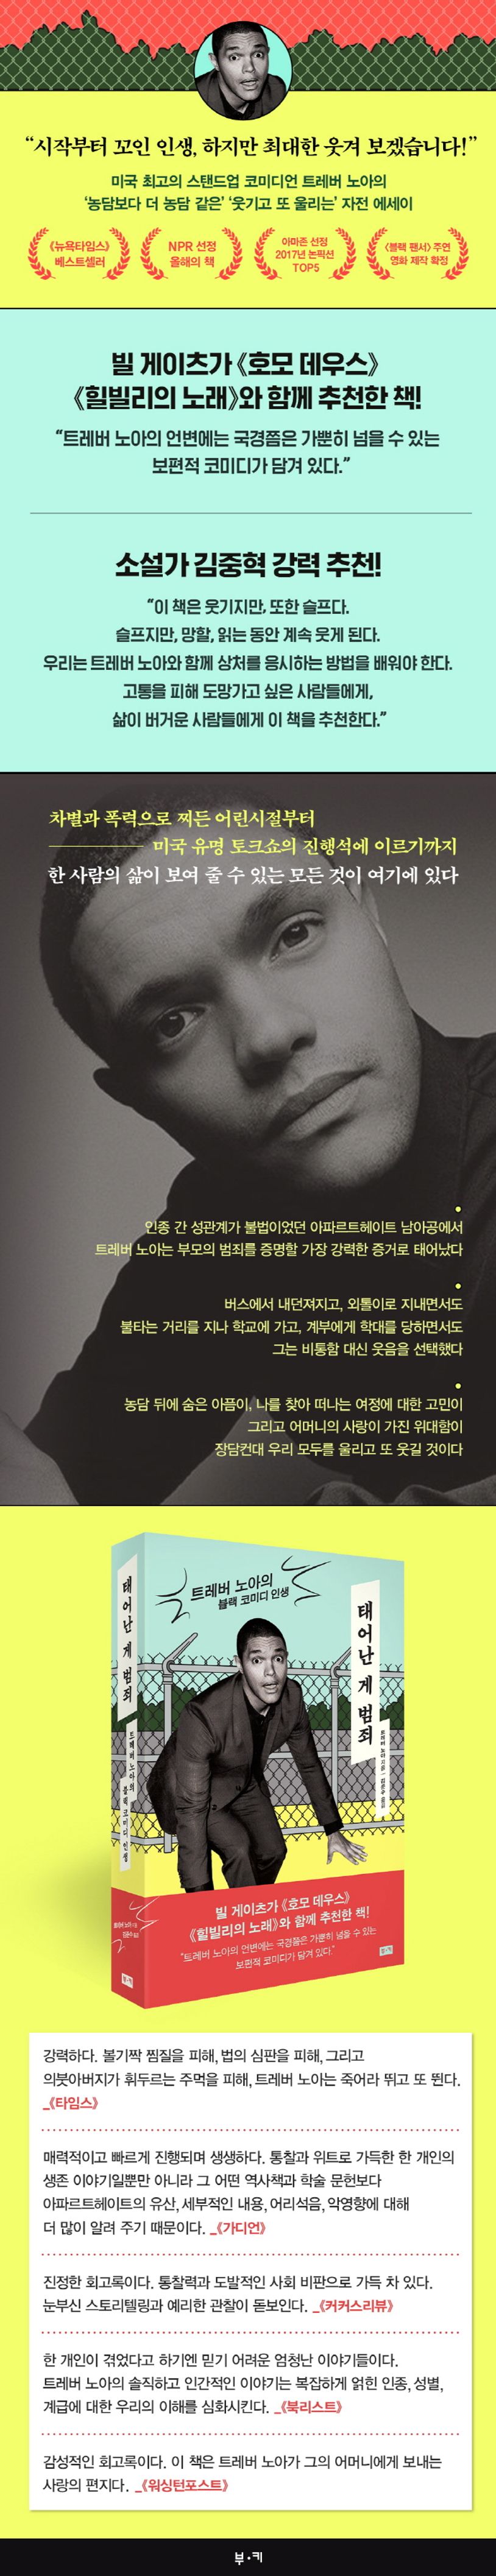 “시작부터 꼬인 인생, 하지만 최대한 웃겨 보겠습니다!”
미국 최고의 스탠드업 코미디언 트레버 노아의
‘농담보다 더 농담 같은’ ‘웃기고 또 울리는’ 자전 에세이
《뉴욕타임스》
베스트셀러
NPR 선정
올해의 책
아마존 선정
2017년 논픽션
TOP5
〈블랙 팬서〉 주연
영화 제작 확정
빌 게이츠가 《호모 데우스》
《힐빌리의 노래》와 함께 추천한 책!
“트레버 노아의 언변에는 국경쯤은 가뿐히 넘을 수 있는
보편적 코미디가 담겨 있다.”
소설가 김중혁 강력 추천!
“이 책은 웃기지만, 또한 슬프다.
슬프지만, 망할, 읽는 동안 계속 웃게 된다.
우리는 트레버 노아와 함께 상처를 응시하는 방법을 배워야 한다.
고통을 피해 도망가고 싶은 사람들에게,
삶이 버거운 사람들에게 이 책을 추천한다.”
차별과 폭력으로 찌든 어린시절부터
미국 유명 토크쇼의 진행석에 이르기까지
한 사람의 삶이 보여 줄 수 있는 모든 것이 여기에 있다
인종 간 성관계가 불법이었던 아파르트헤이트 남아공에서
트레버 노아는 부모의 범죄를 증명할 가장 강력한 증거로 태어났다
버스에서 내던져지고, 외톨이로 지내면서도
불타는 거리를 지나 학교에 가고, 계부에게 학대를 당하면서도
그는 비통함 대신 웃음을 선택했다
농담 뒤에 숨은 아픔이, 나를 찾아 떠나는 여정에 대한 고민이
그리고 어머니의 사랑이 가진 위대함이
장담컨대 우리 모두를 울리고 또 웃길 것이다
태어난 게 범죄
트레버 노아의 블랙 코미디 인생
부키
트레버 노아의
블랙 코미디 인생
태어난 게 범죄
트레버 노아 지음
빌 게이츠가 《호모 데우스》
《힐빌리의 노래》와 함께 추천한 책!
“트레버 노아의 언변에는 국경쯤은 가뿐히 넘을 수 있는
보편적 코미디가 담겨 있다.”
부키
강력하다. 볼기짝 찜질을 피해, 법의 심판을 피해, 그리고
의붓아버지가 휘두르는 주먹을 피해, 트레버 노아는 죽어라 뛰고 또 뛴다.
_《타임스》
매력적이고 빠르게 진행되며 생생하다. 통찰과 위트로 가득한 한 개인의
생존 이야기일뿐만 아니라 그 어떤 역사책과 학술 문헌보다
아파르트헤이트의 유산, 세부적인 내용, 어리석음, 악영향에 대해
더 많이 알려 주기 때문이다. _《가디언》
진정한 회고록이다. 통찰력과 도발적인 사회 비판으로 가득 차 있다.
눈부신 스토리텔링과 예리한 관찰이 돋보인다. _《커커스리뷰》
한 개인이 겪었다고 하기엔 믿기 어려운 엄청난 이야기들이다.
트레버 노아의 솔직하고 인간적인 이야기는 복잡하게 얽힌 인종, 성별,
계급에 대한 우리의 이해를 심화시킨다. _《북리스트》
감성적인 회고록이다. 이 책은 트레버 노아가 그의 어머니에게 보내는
사랑의 편지다. _《워싱턴포스트》
부·키